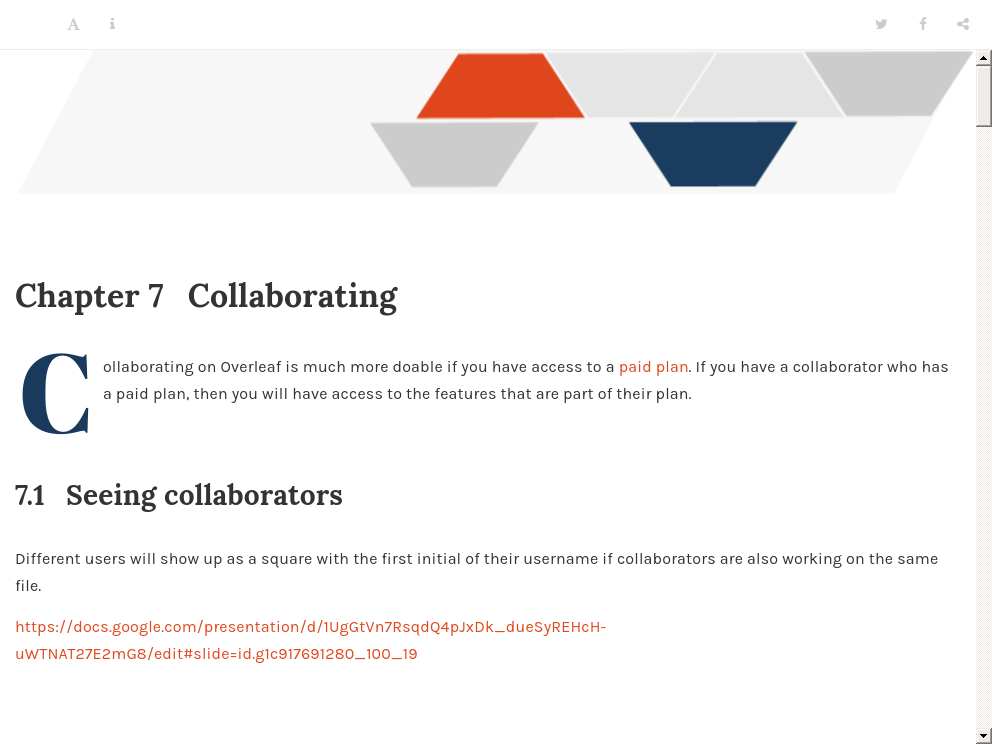 Chapter 7 Collaborating
Collaborating on Overleaf is much more doable if you have access to a paid plan. If you have a collaborator who has
a paid plan, then you will have access to the features that are part of their plan.
7.1 Seeing collaborators
Different users will show up as a square with the first initial of their username if collaborators are also working on the same
file.
https://docs.google.com/presentation/d/1UgGtVn7RsqdQ4pJxDk_dueSyREHcH-
uWTNAT27E2mG8/edit#slide=id.g1c917691280_100_19